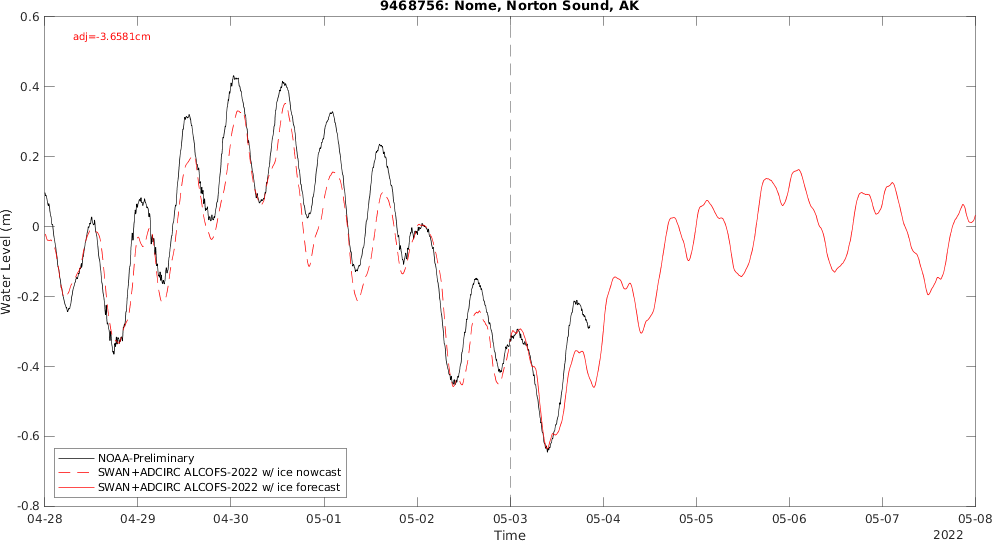 9468756: Nome, Norton Sound, AK
adj=-3.6581cm
0.6
0.4
0.2
0
-0.2
-0.4
-0.6
-0.8
Water Level (m)
NOAA-Preliminary
SWAN+ADCIRC ALCOFS-2022 w/ ice nowcast
SWAN+ADCIRC ALCOFS-2022 w/ ice forecast
04-28 04-29 04-30 05-01 05-02 05-03 05-04 05-05 05-06 05-07 05-08
Time
2022